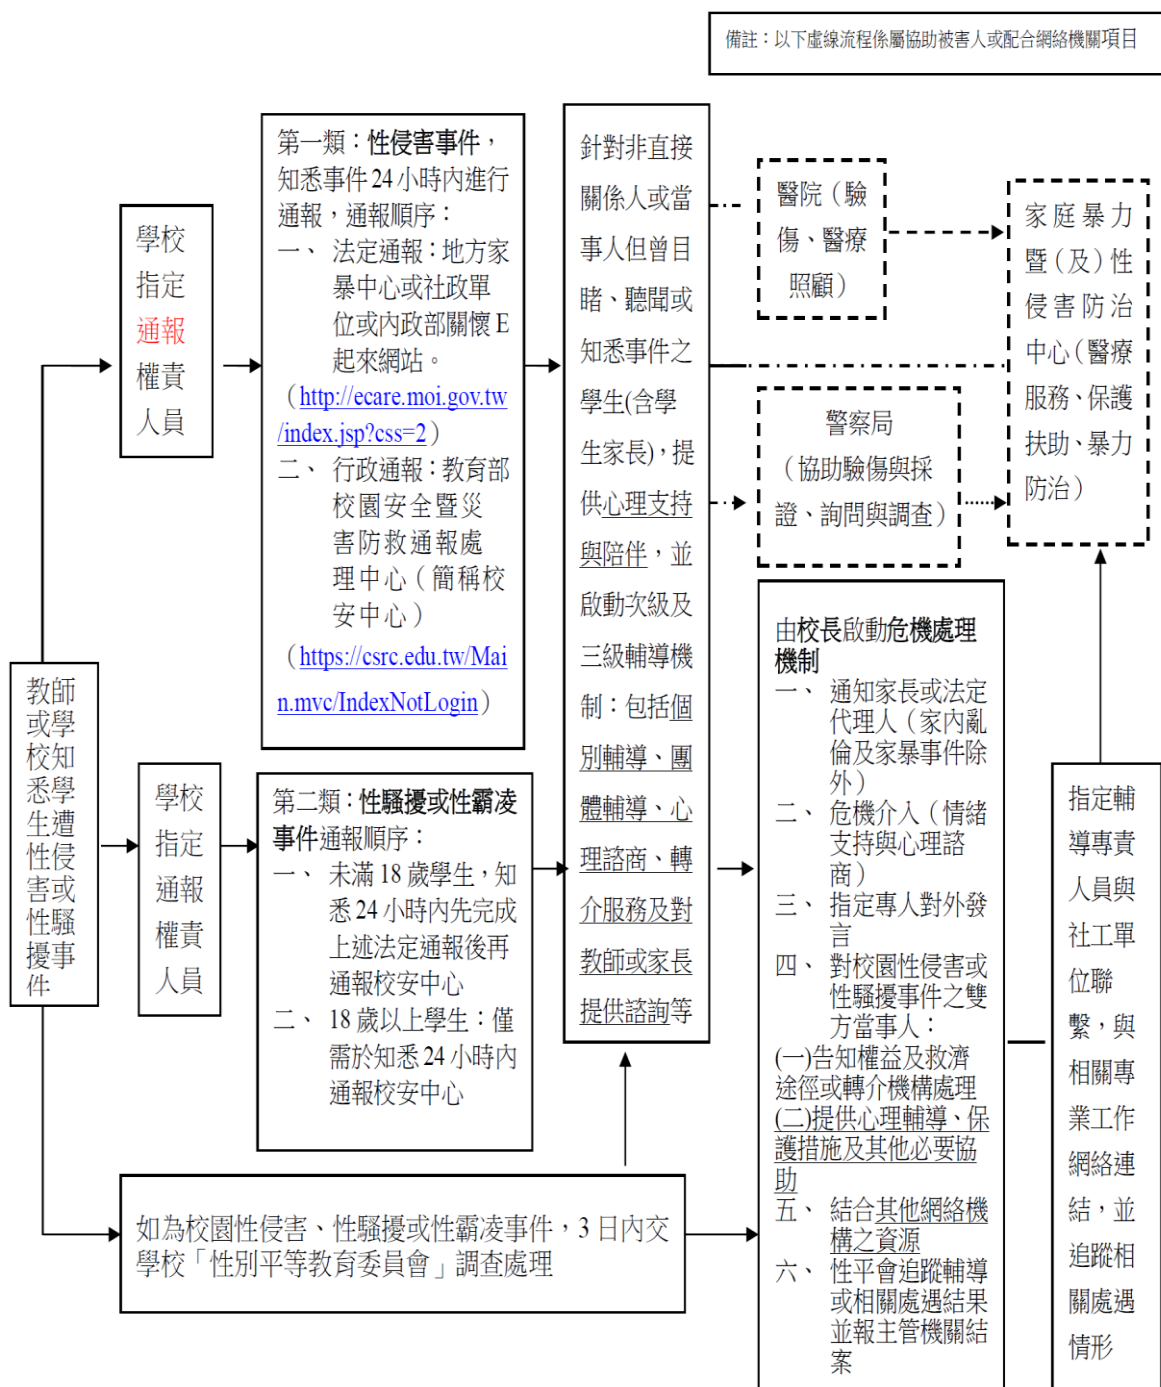 備註：以下虛線流程係屬協助被害人或配合網絡機關項目
教師
或學
校知
悉學
生遭
性侵
害或
性騷
擾事
件
學校
指定
通報
權責
人員
第一類：性侵害事件，
知悉事件 24 小時內進行
通報，通報順序：
一、 法定通報：地方家
暴中心或社政單
位或內政部關懷 E
起來網站。
（http://ecare.moi.gov.tw
/index.jsp?css=2）
二、 行政通報：教育部
校園安全暨災
害防救通報處
理中心（簡稱校
安中心）
（https://csrc.edu.tw/Mai
n.mvc/IndexNotLogin）
學校
指定
通報
權責
人員
第二類：性騷擾或性霸凌
事件通報順序：
一、 未滿 18 歲學生，知
悉 24 小時內先完成
上述法定通報後再
通報校安中心
二、 18 歲以上學生：僅
需於知悉 24 小時內
通報校安中心
如為校園性侵害、性騷擾或性霸凌事件，3 日內交
學校「性別平等教育委員會」調查處理
針對非直接
關係人或當
事人但曾目
睹、聽聞或
知悉事件之
學生(含學
生家長)，提
供心理支持
與陪伴，並
啟動次級及
三級輔導機
制：包括個
別輔導、團
體輔導、心
理諮商、轉
介服務及對
教師或家長
提供諮詢等
醫院（驗
傷、醫療
照顧）
警察局
（協助驗傷與採
證、詢問與調查）
家庭暴力
暨（及）性
侵害防治
中心（醫療
服務、保護
扶助、暴力
防治）
由校長啟動危機處理
機制
一、 通知家長或法定
代理人（家內亂
倫及家暴事件除
外）
二、 危機介入（情緒
支持與心理諮
商）
三、 指定專人對外發
言
四、 對校園性侵害或
性騷擾事件之雙
方當事人：
(一)告知權益及救濟
途徑或轉介機構處理
(二)提供心理輔導、保
護措施及其他必要協
助
五、 結合其他網絡機
構之資源
六、 性平會追蹤輔導
或相關處遇結果
並報主管機關結
案
指定輔
導專責
人員與
社工單
位聯
繫，與
相關專
業工作
網絡連
結，並
追蹤相
關處遇
情形